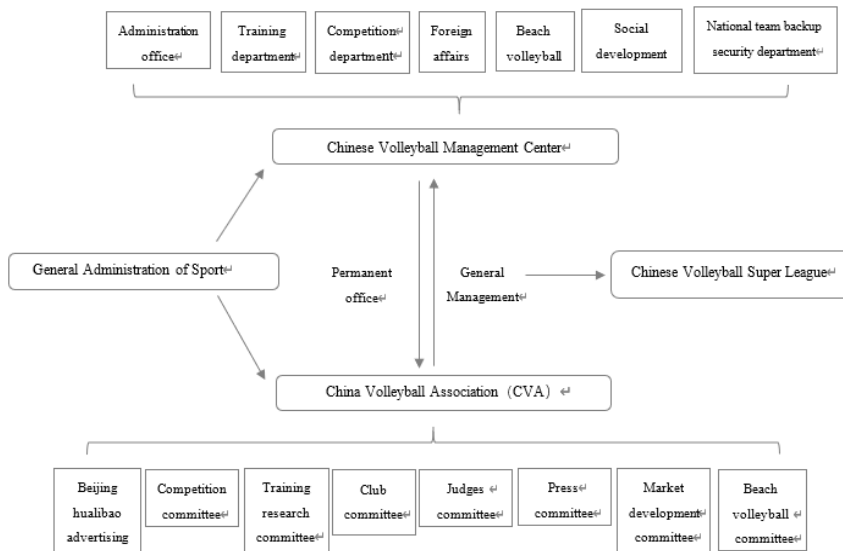 Administration
office
Training
department
Competition
department
Foreign
affairs
Beach
volleyball
Social
development
National team backup
security department
Chinese Volleyball Management Center
General Administration of Sport
Permanent
office
General
Management
Chinese Volleyball Super League
China Volleyball Association（CVA）
Beijing
hualibao
advertising
Competition
committee
Training
research
committee
Club
committee
Judges
committee
Press
committee
Market
development
committee
Beach
volleyball
committee